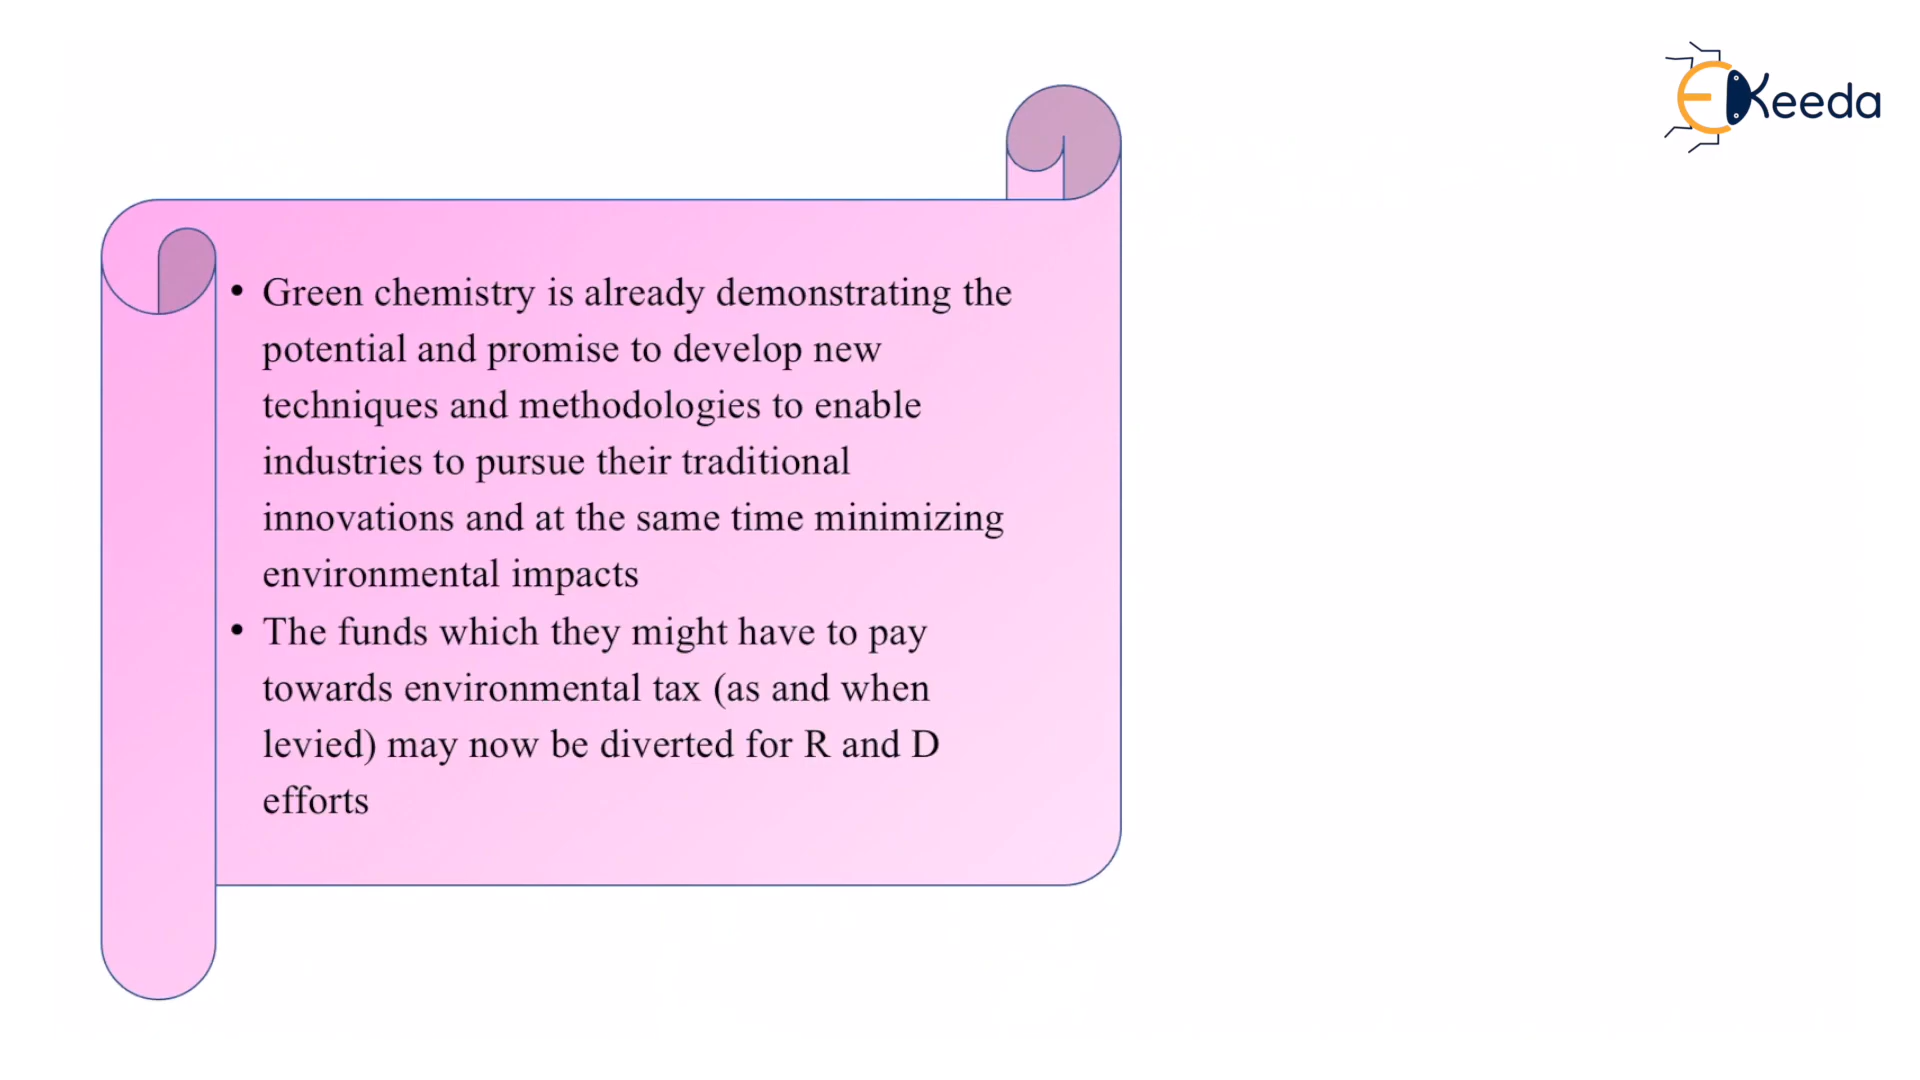 EKeeda
• Green chemistry is already demonstrating the
potential and promise to develop new
techniques and methodologies to enable
industries to pursue their traditional
innovations and at the same time minimizing
environmental impacts
• The funds which they might have to pay
towards environmental tax (as and when
levied) may now be diverted for R and D
efforts